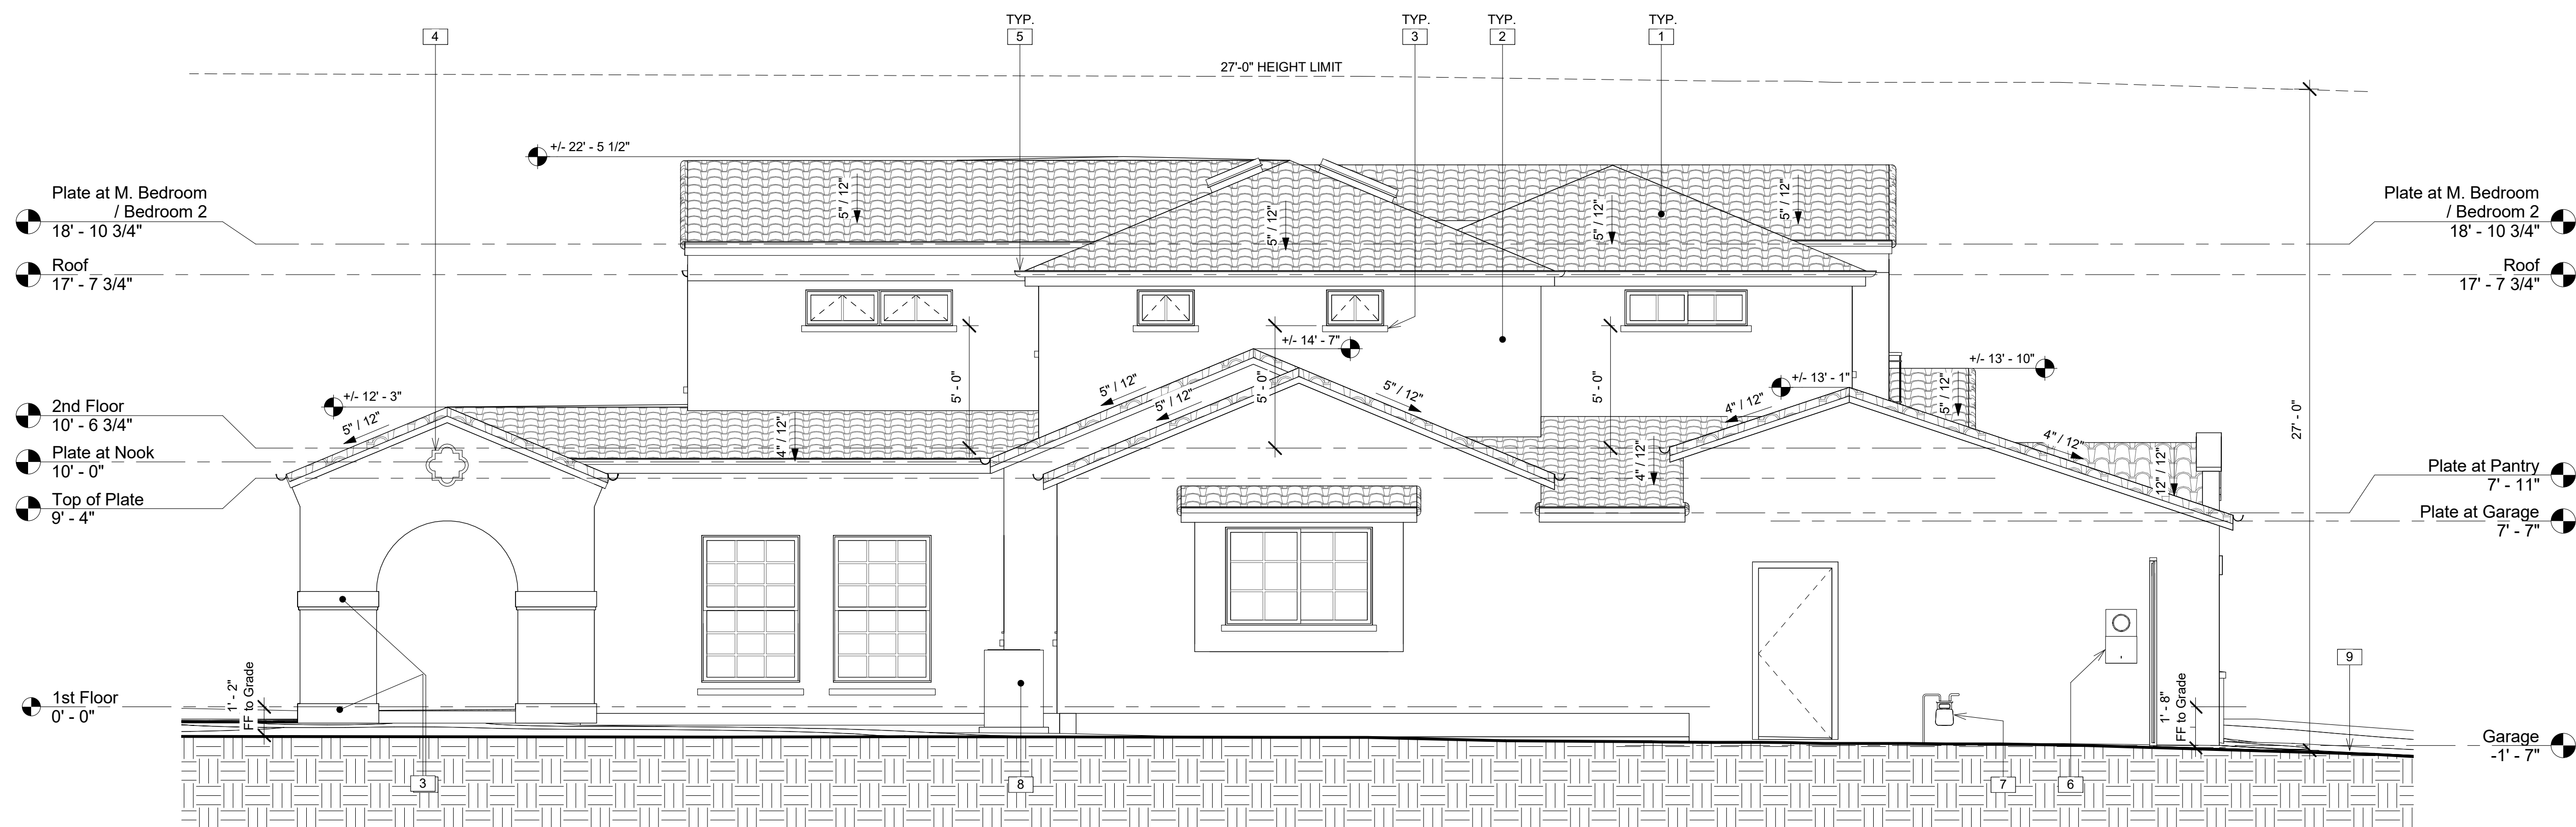 TYP.
TYP.
TYP.
TYP.
4
5
3
2
1
27'-0" HEIGHT LIMIT
+/- 22' - 5 1/2"
Plate at M. Bedroom
/ Bedroom 2
18' - 10 3/4"
Roof
17' - 7 3/4"
2nd Floor
10' - 6 3/4"
Plate at Nook
10' - 0"
Top of Plate
9' - 4"
1st Floor
0' - 0"
Plate at M. Bedroom
/ Bedroom 2
18' - 10 3/4"
Roof
17' - 7 3/4"
Plate at Pantry
7' - 11"
Plate at Garage
7' - 7"
Garage
-1' - 7"
5" / 12"
5" / 12"
5" / 12"
5" / 12"
+/- 14' - 7"
+/- 13' - 10"
+/- 13' - 1"
+/- 12' - 3"
5" / 12"
4" / 12"
5' - 0"
5" / 12"
5" / 12"
5' - 0"
5" / 12"
5' - 0"
4" / 12"
4" / 12"
5" / 12"
4" / 12"
12" / 12"
27' - 0"
1' - 2"
FF to Grade
1' - 8"
FF to Grade
9
3
8
7
6